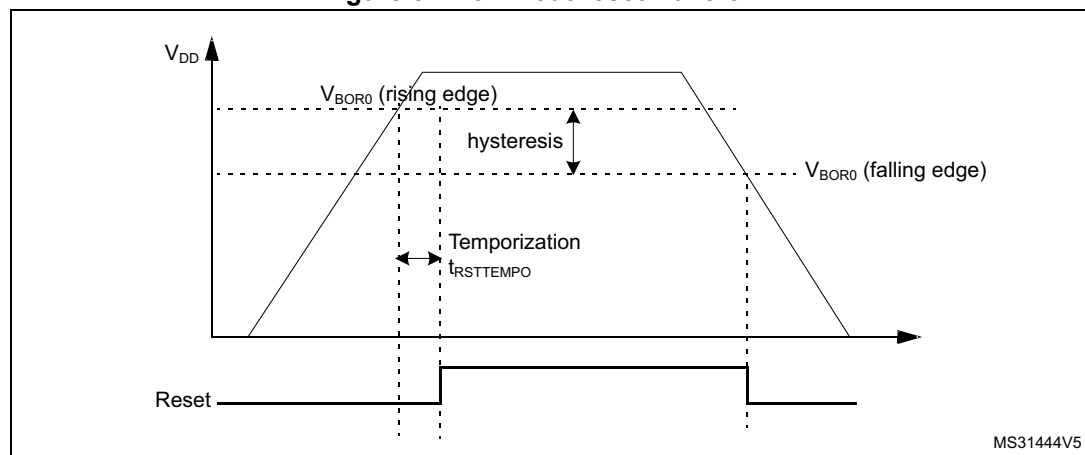 V_DD
V_BOR0 (rising edge)
hysteresis
V_BOR0 (falling edge)
Temporization
t_RSTTEMPO
Reset
MS31444V5